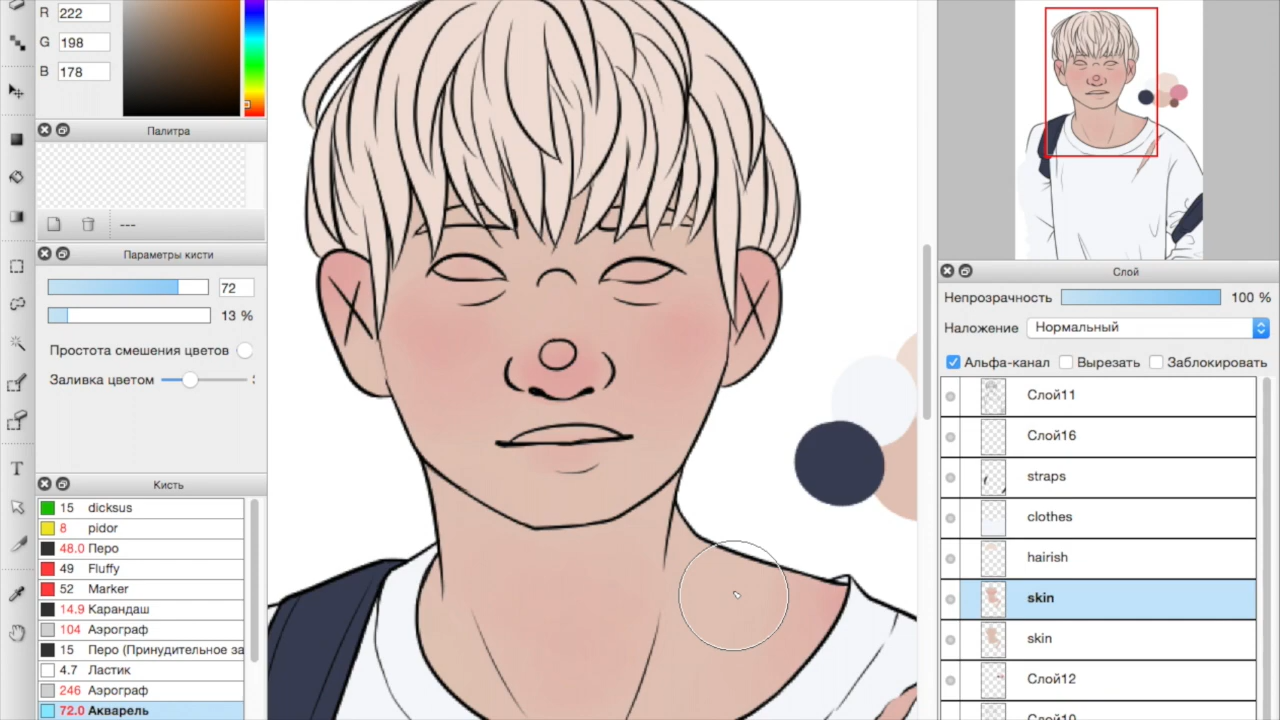 R 222
G 198
B 178
Палитра
---
Параметры кисти
72
13 %
Простота смешения цветов
Заливка цветом
Кисть
15 dicksus
8 pidor
48.0 Перо
49 Fluffy
52 Marker
14.9 Карандаш
104 Аэрограф
15 Перо (Принудительное за
4.7 Ластик
246 Аэрограф
72.0 Акварель
T
Слой
Непрозрачность 100 %
Наложение Нормальный
Альфа-канал Вырезать Заблокировать
Слой11
Слой16
straps
clothes
hairish
skin
skin
Слой12
Слой10